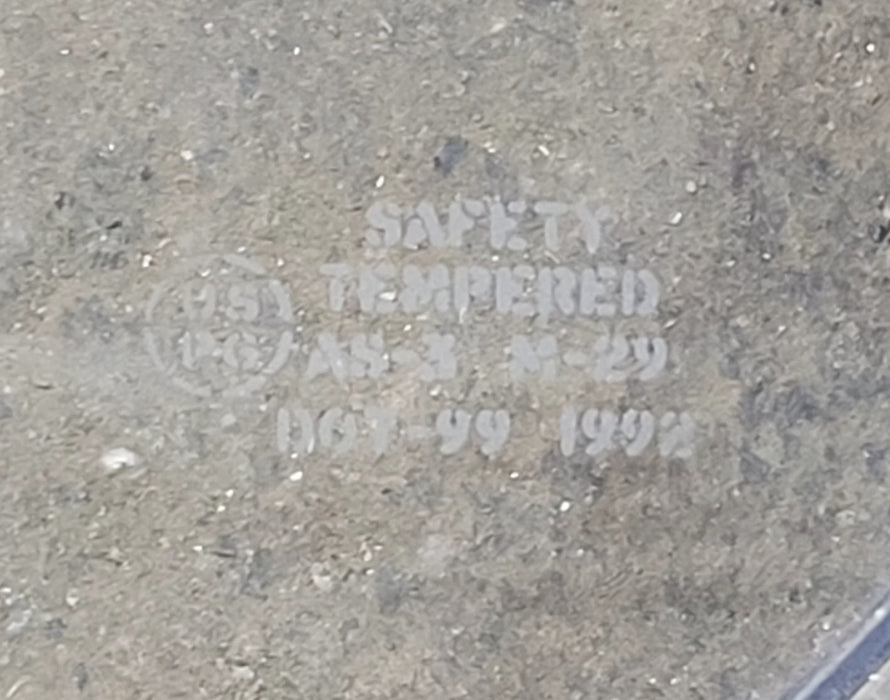 SAFETY
TEMPERED
AS-3 M-29
DOT-99 1992